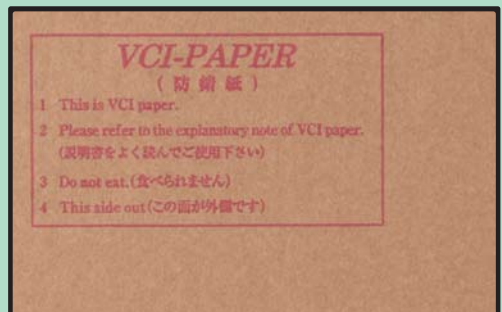 VCI-PAPER
(防錆紙)
1 This is VCI paper.
2 Please refer to the explanatory note of VCI paper.
(説明書をよく読んでご使用下さい)
3 Do not eat.(食べられません)
4 This side out(この面が外側です)